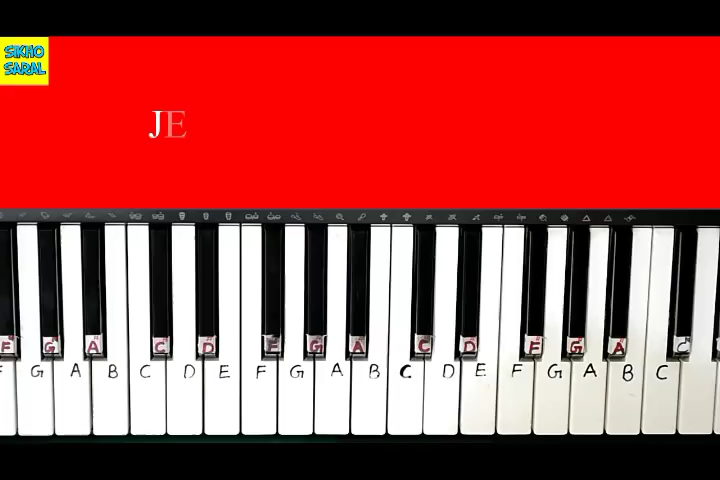 SIKHO
SARAL
JE
F# G# A# C# D# F# G# A# C# D# F# G# A# C#
F G A B C D E F G A B C D E F G A B C